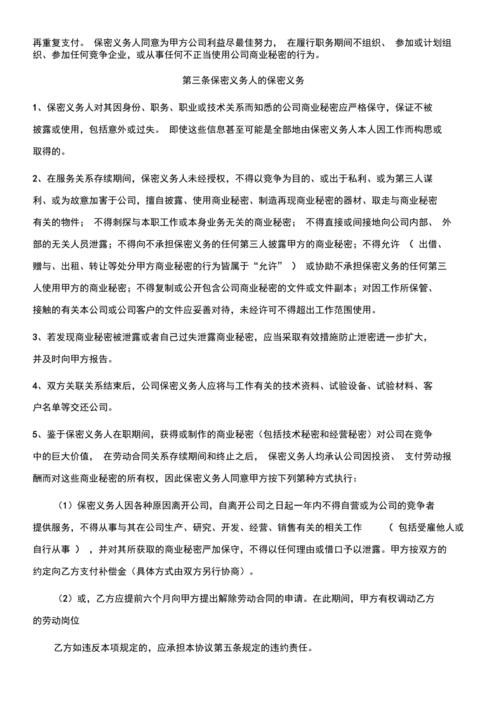 再重复支付。 保密义务人同意为甲方公司利益尽最佳努力， 在履行职务期间不组织、 参加或计划组
织、参加任何竞争企业，或从事任何不正当使用公司商业秘密的行为。
第三条保密义务人的保密义务
1、保密义务人对其因身份、职务、职业或技术关系而知悉的公司商业秘密应严格保守，保证不被
披露或使用，包括意外或过失。 即使这些信息甚至可能是全部地由保密义务人本人因工作而构思或
取得的。
2、在服务关系存续期间，保密义务人未经授权，不得以竞争为目的、或出于私利、或为第三人谋
利、或为故意加害于公司，擅自披露、使用商业秘密、制造再现商业秘密的器材、取走与商业秘密
有关的物件； 不得刺探与本职工作或本身业务无关的商业秘密； 不得直接或间接地向公司内部、 外
部的无关人员泄露；不得向不承担保密义务的任何第三人披露甲方的商业秘密；不得允许 （ 出借、
赠与、出租、转让等处分甲方商业秘密的行为皆属于“允许” ） 或协助不承担保密义务的任何第三
人使用甲方的商业秘密；不得复制或公开包含公司商业秘密的文件或文件副本；对因工作所保管、
接触的有关本公司或公司客户的文件应妥善对待，未经许可不得超出工作范围使用。
3、若发现商业秘密被泄露或者自己过失泄露商业秘密，应当采取有效措施防止泄密进一步扩大，
并及时向甲方报告。
4、双方关联关系结束后，公司保密义务人应将与工作有关的技术资料、试验设备、试验材料、客
户名单等交还公司。
5、鉴于保密义务人在职期间，获得或制作的商业秘密（包括技术秘密和经营秘密）对公司在竞争
中的巨大价值， 在劳动合同关系存续期间和终止之后， 保密义务人均承认公司因投资、 支付劳动报
酬而对这些商业秘密的所有权，因此保密义务人同意甲方按下列第种方式执行：
（1）保密义务人因各种原因离开公司，自离开公司之日起一年内不得自营或为公司的竞争者
提供服务，不得从事与其在公司生产、研究、开发、经营、销售有关的相关工作 （ 包括受雇他人或
自行从事 ） ，并对其所获取的商业秘密严加保守，不得以任何理由或借口予以泄露。甲方按双方的
约定向乙方支付补偿金（具体方式由双方另行协商）。
（2）或，乙方应提前六个月向甲方提出解除劳动合同的申请。在此期间，甲方有权调动乙方
的劳动岗位
乙方如违反本项规定的，应承担本协议第五条规定的违约责任。